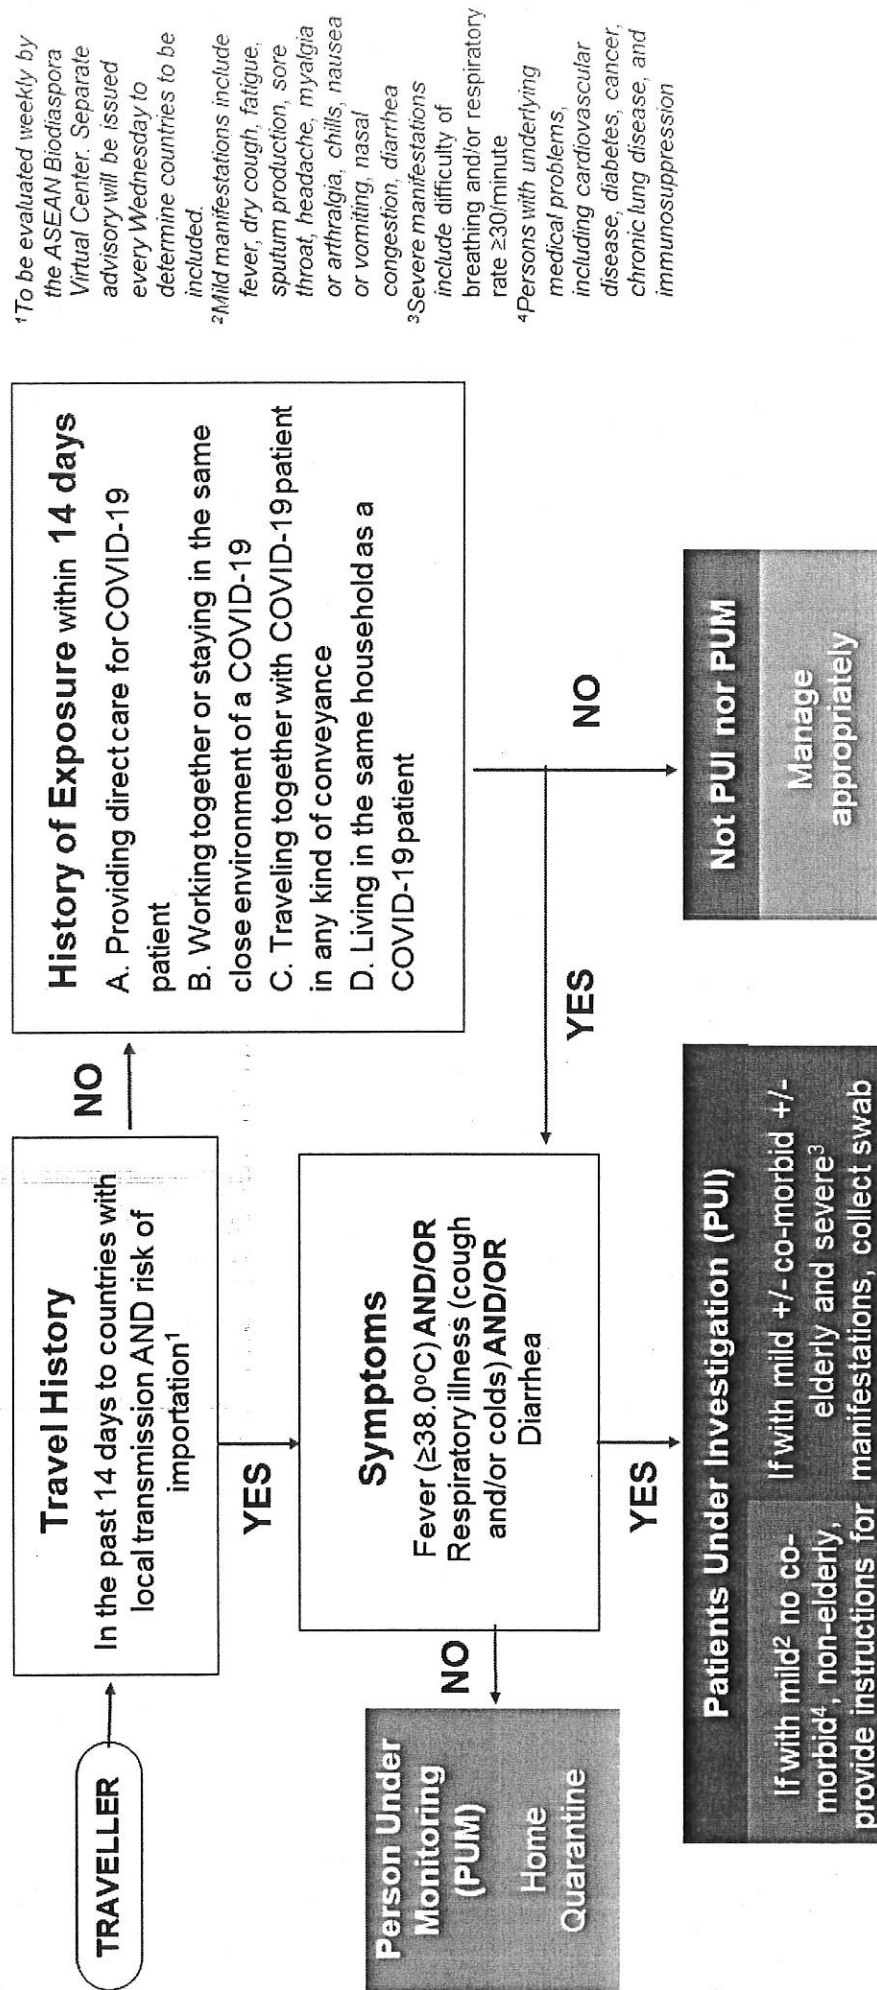 TRAVELLER
Travel History
In the past 14 days to countries with
local transmission AND risk of
importation¹
NO
History of Exposure within 14 days
A. Providing direct care for COVID-19
patient
B. Working together or staying in the same
close environment of a COVID-19
C. Traveling together with COVID-19 patient
in any kind of conveyance
D. Living in the same household as a
COVID-19 patient
YES
Symptoms
Fever (≥38.0ºC) AND/OR
Respiratory illness (cough
and/or colds) AND/OR
Diarrhea
NO
Person Under
Monitoring
(PUM)
Home
Quarantine
YES
YES
NO
Patients Under Investigation (PUI)
If with mild² no co-
morbid⁴, non-elderly,
provide instructions for
If with mild +/-co-morbid +/-
elderly and severe³
manifestations, collect swab
Not PUI nor PUM
Manage
appropriately
¹To be evaluated weekly by
the ASEAN Biodiaspora
Virtual Center. Separate
advisory will be issued
every Wednesday to
determine countries to be
included.
²Mild manifestations include
fever, dry cough, fatigue,
sputum production, sore
throat, headache, myalgia
or arthralgia, chills, nausea
or vomiting, nasal
congestion, diarrhea
³Severe manifestations
include difficulty of
breathing and/or respiratory
rate ≥30/minute
⁴Persons with underlying
medical problems,
including cardiovascular
disease, diabetes, cancer,
chronic lung disease, and
immunosuppression